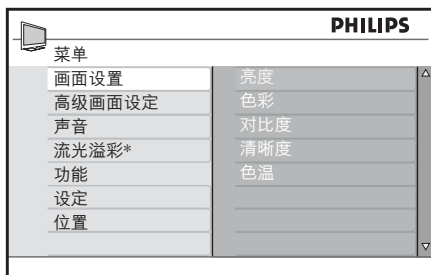 PHILIPS
菜单
画面设置
亮度
高级画面设定
色彩
声音
对比度
流光溢彩*
清晰度
功能
色温
设定
位置